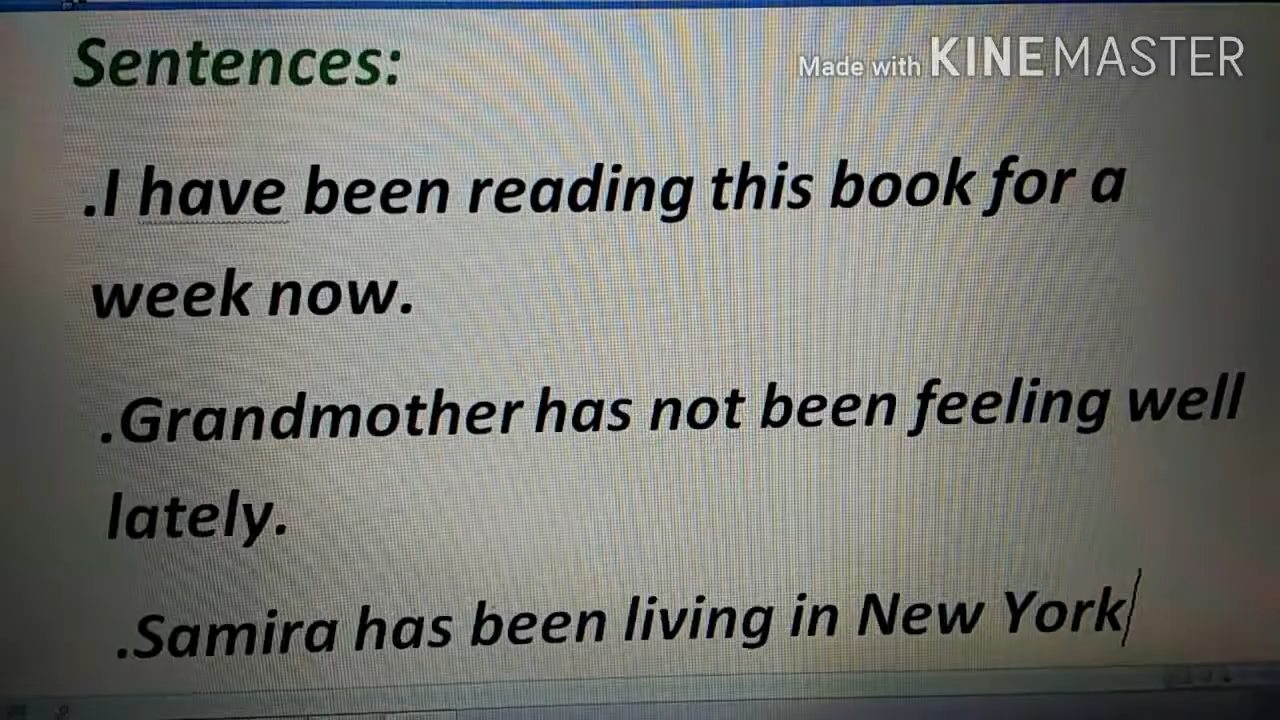 Sentences:
Made with KINEMASTER
.I have been reading this book for a
week now.
.Grandmother has not been feeling well
lately.
.Samira has been living in New York